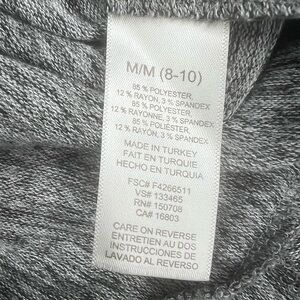 M/M (8-10)
85 % POLYESTER,
12 % RAYON, 3 % SPANDEX
85 % POLYESTER,
12 % RAYONNE, 3 % SPANDEX
85 % POLIÉSTER,
12 % RAYON, 3 % SPANDEX
MADE IN TURKEY
FAIT EN TURQUIE
HECHO EN TURQUIA
FSC# F4266511
VS# 133465
RN# 150708
CA# 16803
CARE ON REVERSE
ENTRETIEN AU DOS
INSTRUCCIONES DE
LAVADO AL REVERSO